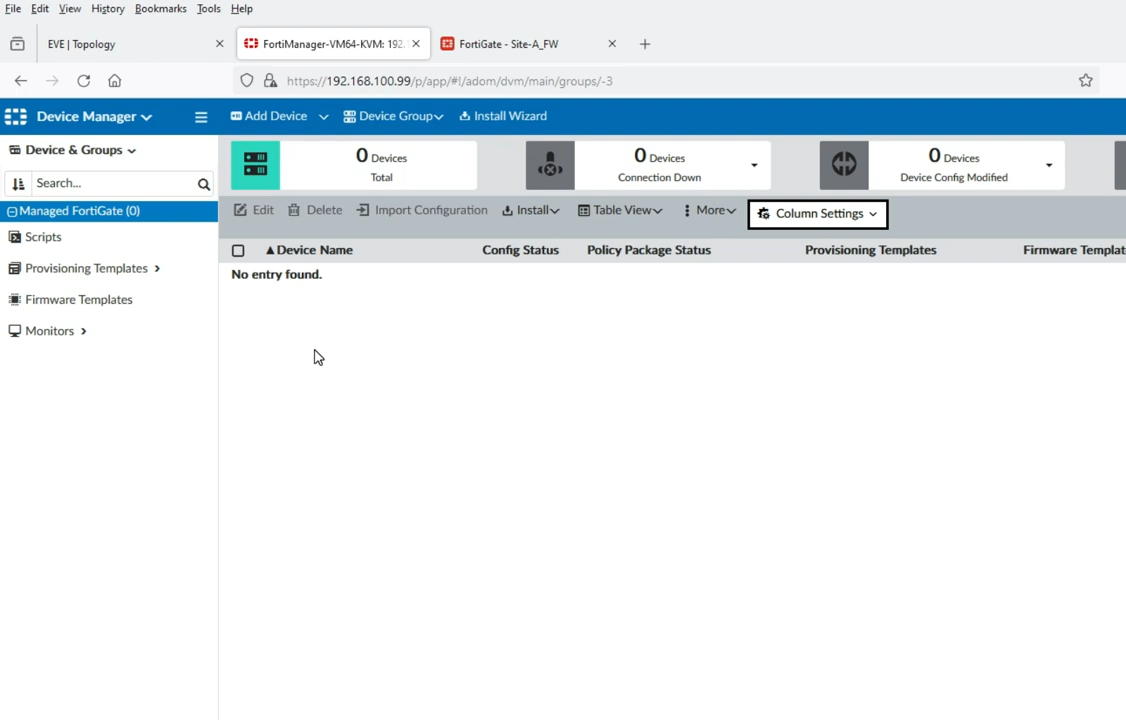 File Edit View History Bookmarks Tools Help
EVE | Topology
FortiManager-VM64-KVM: 192.
FortiGate - Site-A_FW
https://192.168.100.99/p/app/#!/adom/dvm/main/groups/-3
Device Manager
Add Device
Device Group
Install Wizard
Device & Groups
Search...
Managed FortiGate (0)
Scripts
Provisioning Templates
Firmware Templates
Monitors
0 Devices
Total
0 Devices
Connection Down
0 Devices
Device Config Modified
Edit Delete Import Configuration Install Table View More Column Settings
Device Name Config Status Policy Package Status Provisioning Templates Firmware Templat
No entry found.